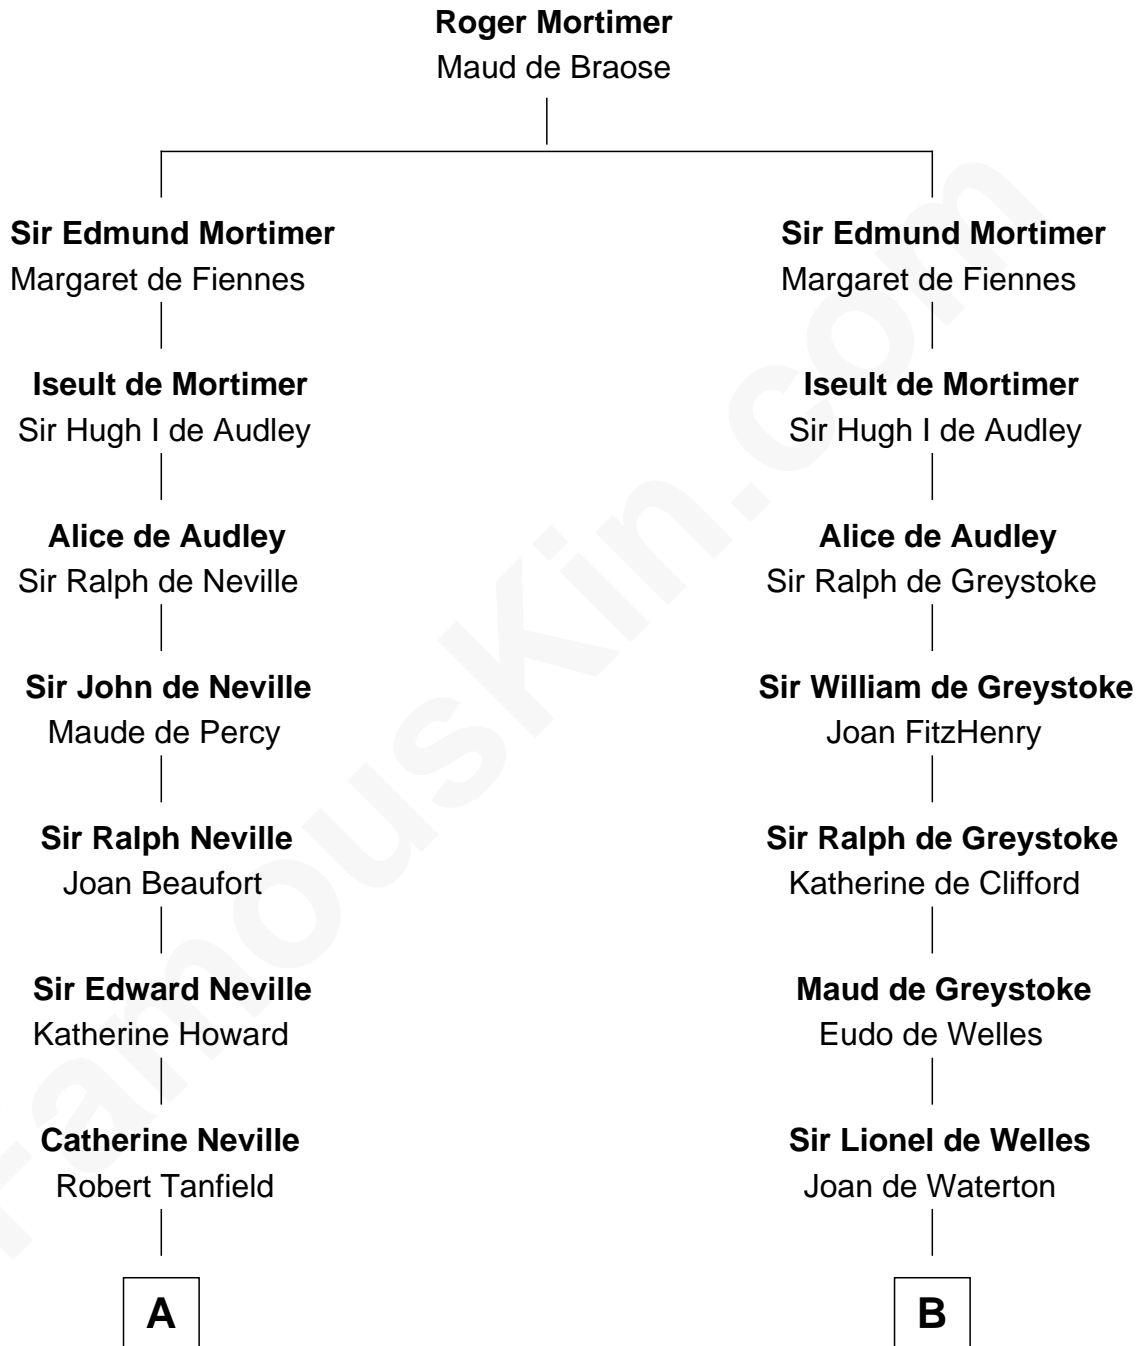 Roger Mortimer
Maud de Braose
Sir Edmund Mortimer
Margaret de Fiennes
Iseult de Mortimer
Sir Hugh I de Audley
Alice de Audley
Sir Ralph de Neville
Sir John de Neville
Maude de Percy
Sir Ralph Neville
Joan Beaufort
Sir Edward Neville
Katherine Howard
Catherine Neville
Robert Tanfield
A
Sir Edmund Mortimer
Margaret de Fiennes
Iseult de Mortimer
Sir Hugh I de Audley
Alice de Audley
Sir Ralph de Greystoke
Sir William de Greystoke
Joan FitzHenry
Sir Ralph de Greystoke
Katherine de Clifford
Maud de Greystoke
Eudo de Welles
Sir Lionel de Welles
Joan de Waterton
B
FamousKin.com